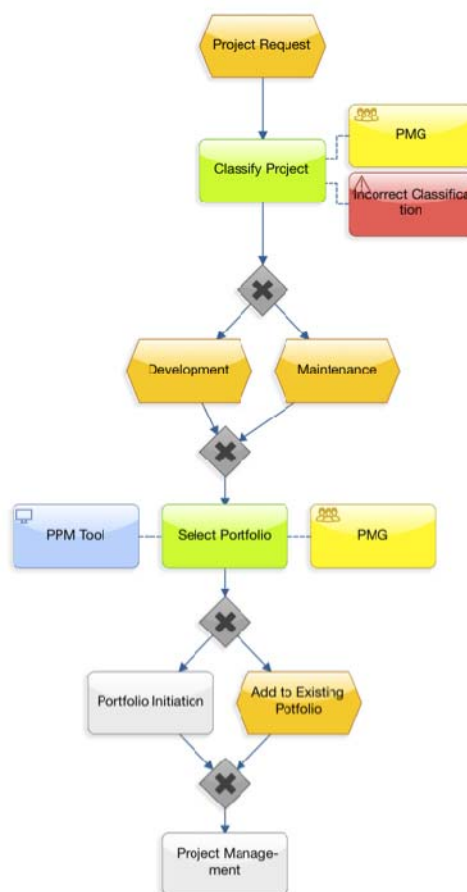 Project Request
PMG
Classify Project
Incorrect Classifica
tion
Development
Maintenance
PPM Tool
Select Portfolio
PMG
Portfolio Initiation
Add to Existing
Potfolio
Project Manage-
ment